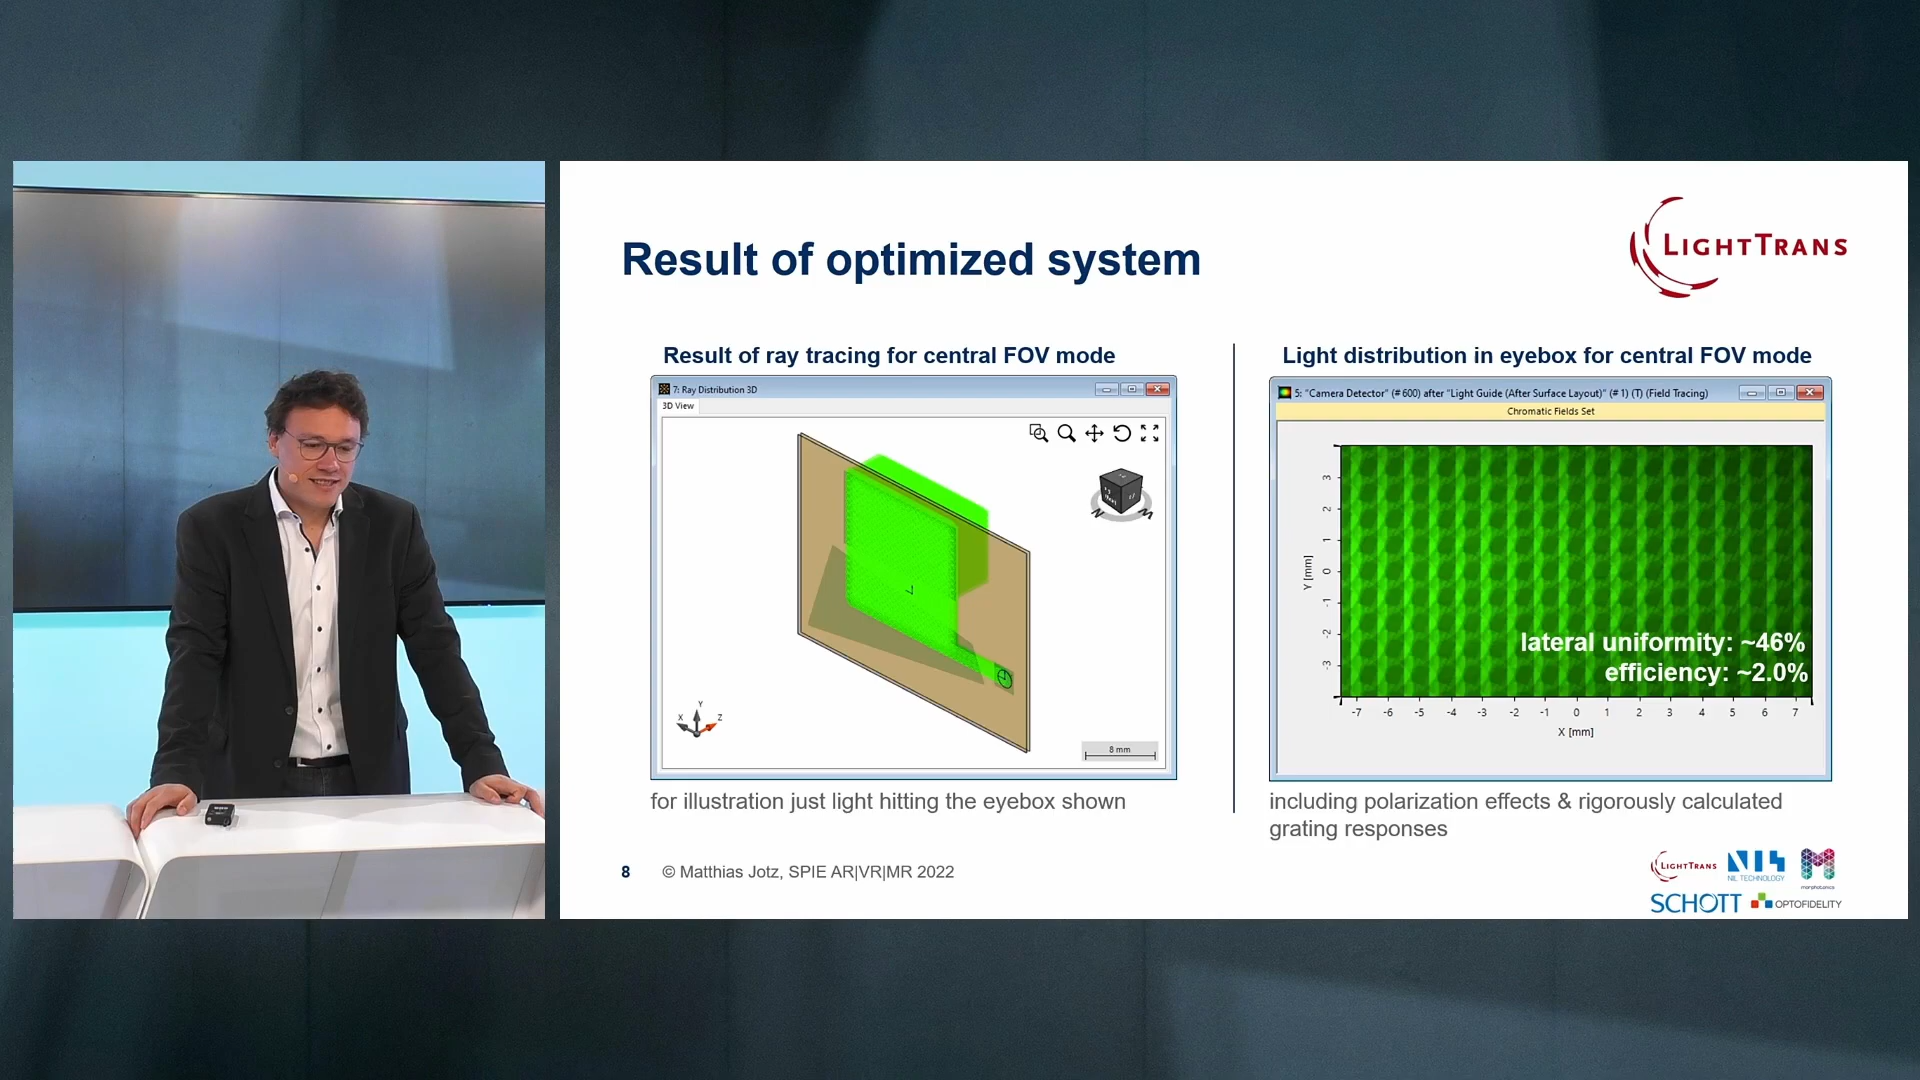 Result of optimized system
LIGHTTRANS
Result of ray tracing for central FOV mode
7: Ray Distribution 3D
3D View
Y
X
Z
8 mm
for illustration just light hitting the eyebox shown
Light distribution in eyebox for central FOV mode
5: "Camera Detector" (# 600) after "Light Guide (After Surface Layout)" (# 1) (T) (Field Tracing)
Chromatic Fields Set
Y [mm]
3
2
1
0
-1
-2
-3
lateral uniformity: ~46%
efficiency: ~2.0%
-7 -6 -5 -4 -3 -2 -1 0 1 2 3 4 5 6 7
X [mm]
including polarization effects & rigorously calculated
grating responses
8 © Matthias Jotz, SPIE AR|VR|MR 2022
LIGHTTRANS
NIL TECHNOLOGY
morphotonics
SCHOTT
OPTOFIDELITY